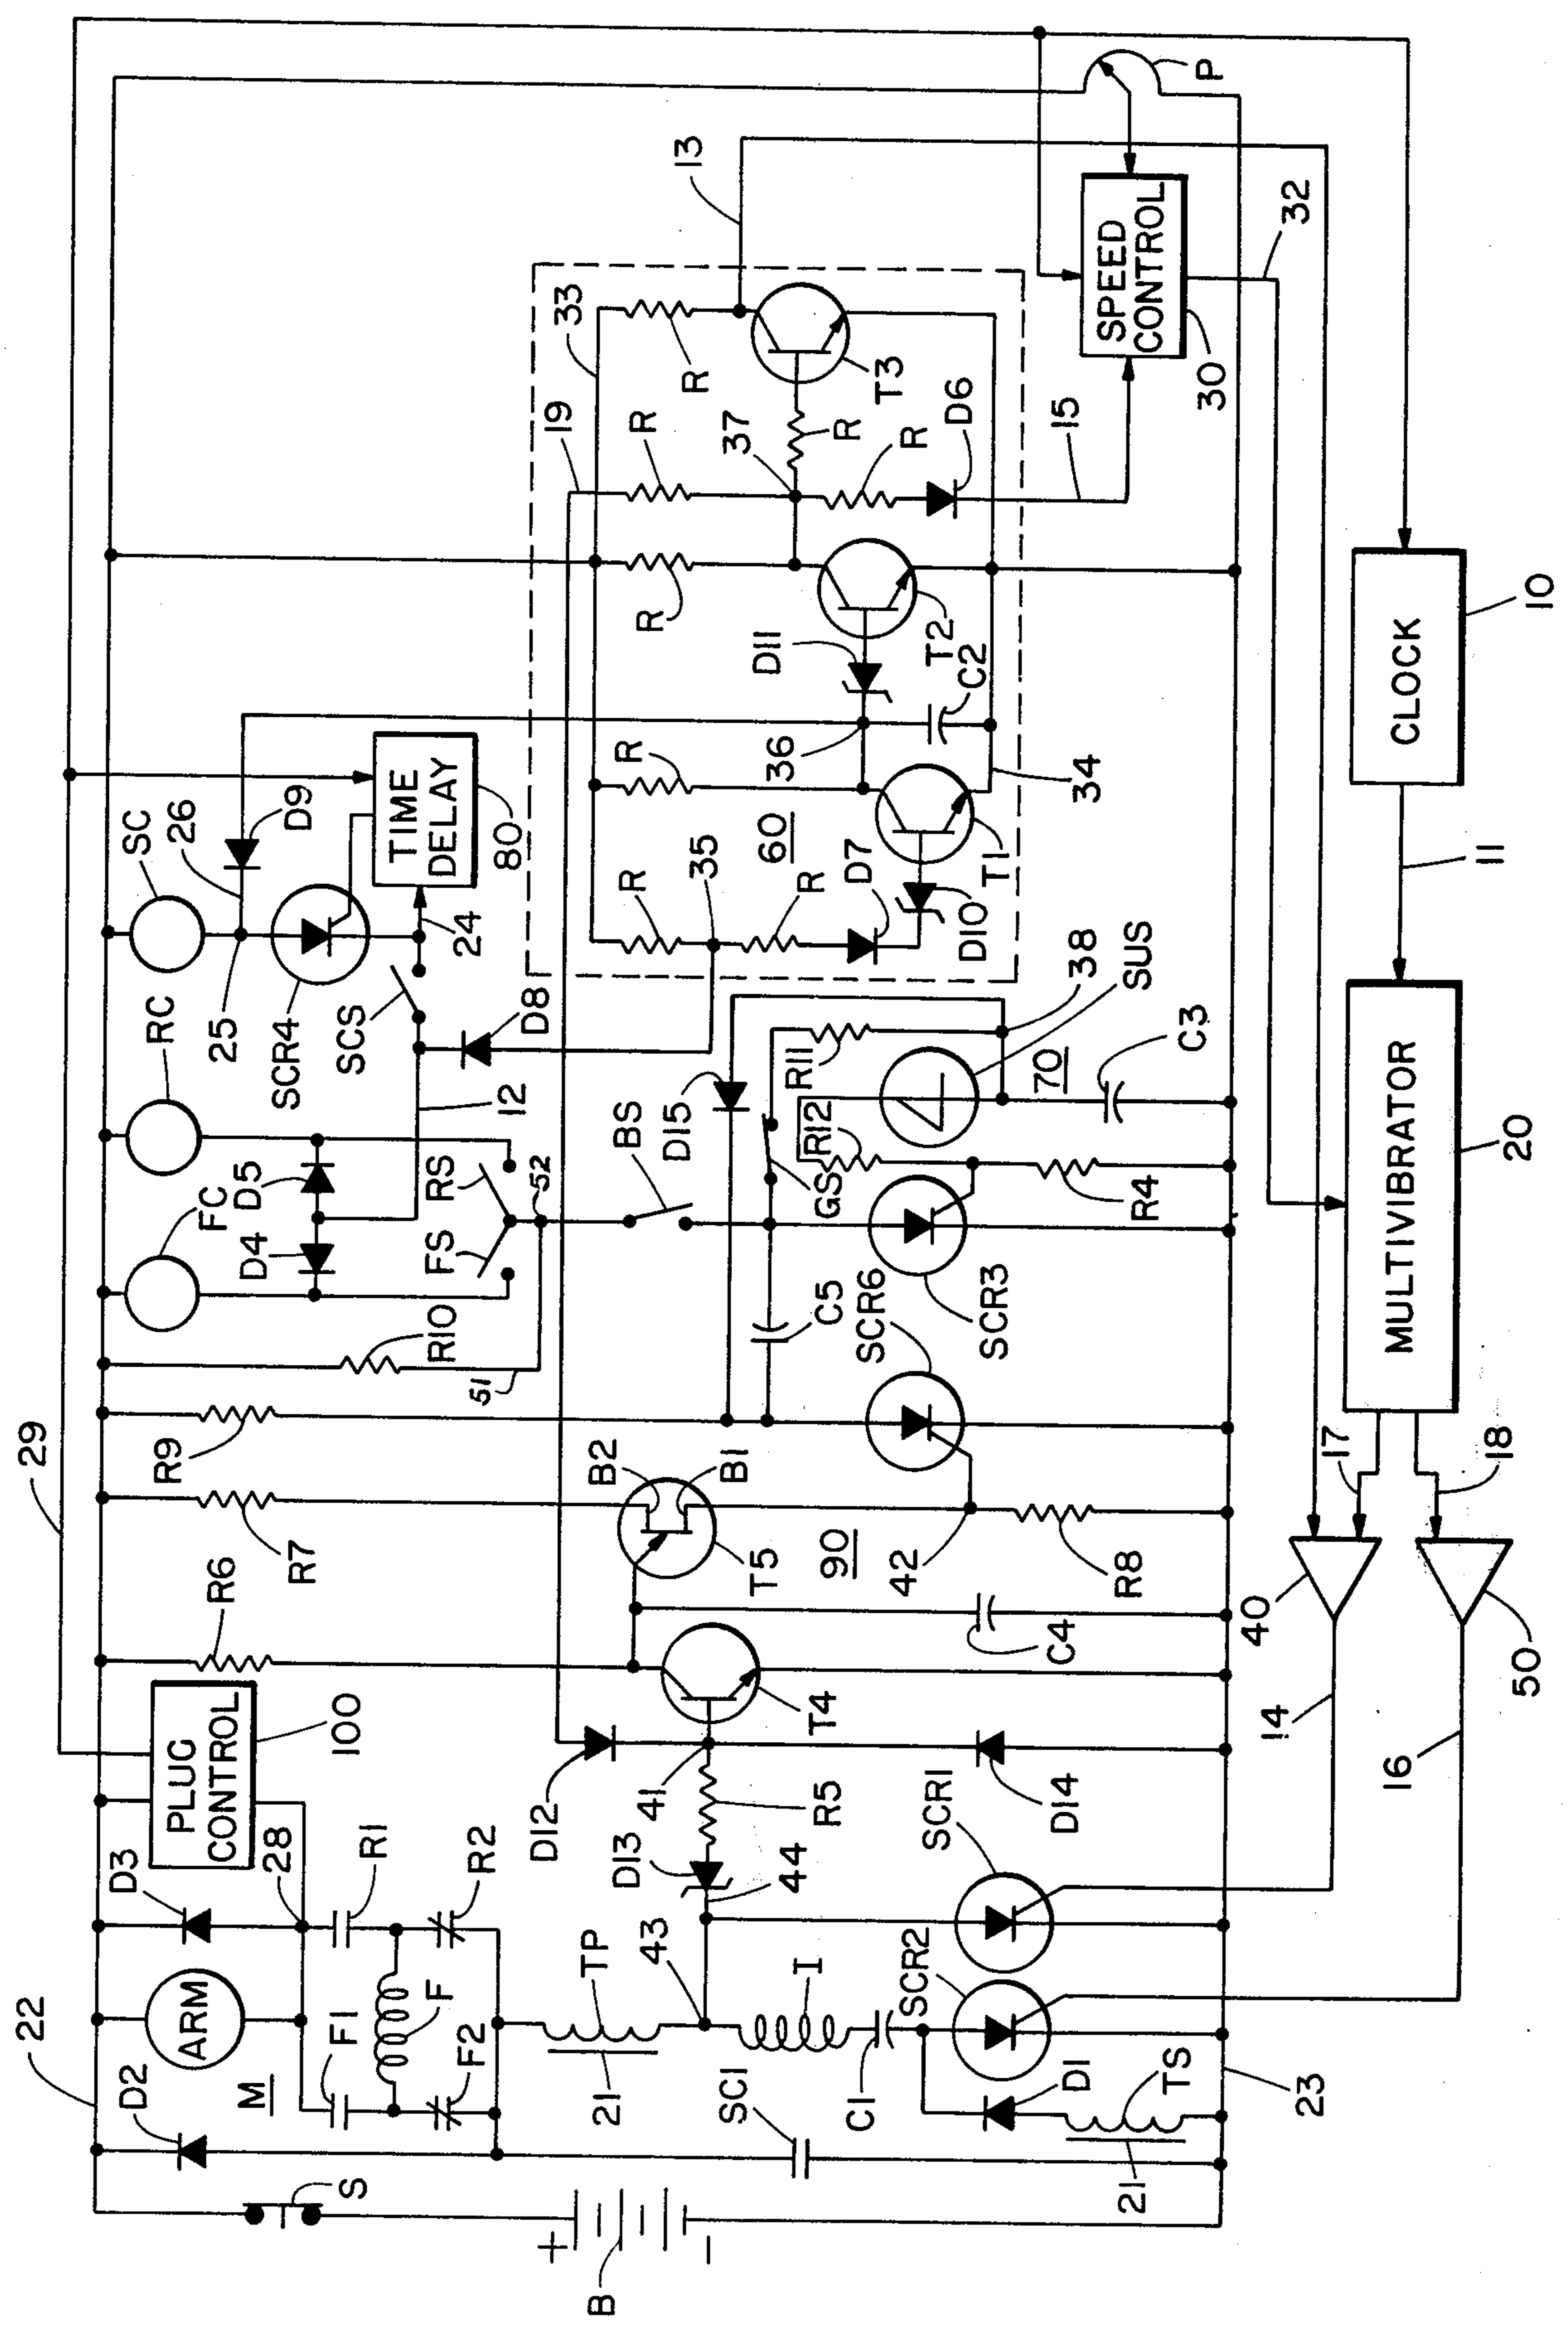 22
29
D2
D3
S
ARM
M
PLUG
CONTROL
100
28
F1
R1
F
F2
R2
+
B
−
TP
21
43
I
SC1
C1
SCR2
SCR1
D1
TS
21
23
D13
44
R5
41
D12
D14
T4
R6
R7
R9
R10
51
B2
B1
T5
90
42
C4
R8
SCR6
C5
SCR3
FC
RC
SC
D4
D5
FS
RS
52
BS
12
GS
D15
R11
R12
R4
70
38
SUS
C3
25
26
D9
SCR4
SCS
24
D8
TIME
DELAY
80
33
19
13
R
R
R
R
R
R
R
R
35
60
D7
D10
T1
36
D11
T2
C2
34
37
D6
T3
15
SPEED
CONTROL
30
32
P
CLOCK
10
11
MULTIVIBRATOR
20
17
18
40
50
14
16